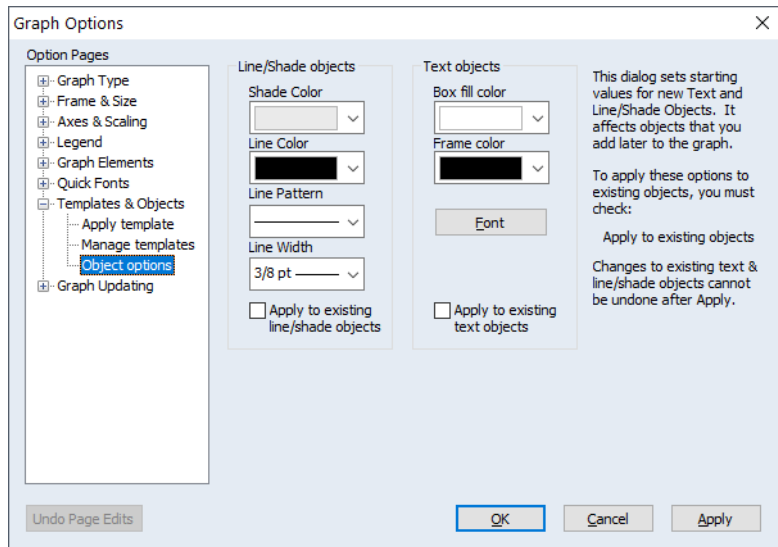 Graph Options
Option Pages
Graph Type
Frame & Size
Axes & Scaling
Legend
Graph Elements
Quick Fonts
Templates & Objects
Apply template
Manage templates
Object options
Graph Updating
Line/Shade objects
Shade Color
Line Color
Line Pattern
Line Width
3/8 pt
Apply to existing
line/shade objects
Text objects
Box fill color
Frame color
Font
Apply to existing
text objects
This dialog sets starting
values for new Text and
Line/Shade Objects. It
affects objects that you
add later to the graph.
To apply these options to
existing objects, you must
check:
Apply to existing objects
Changes to existing text &
line/shade objects cannot
be undone after Apply.
Undo Page Edits
OK
Cancel
Apply